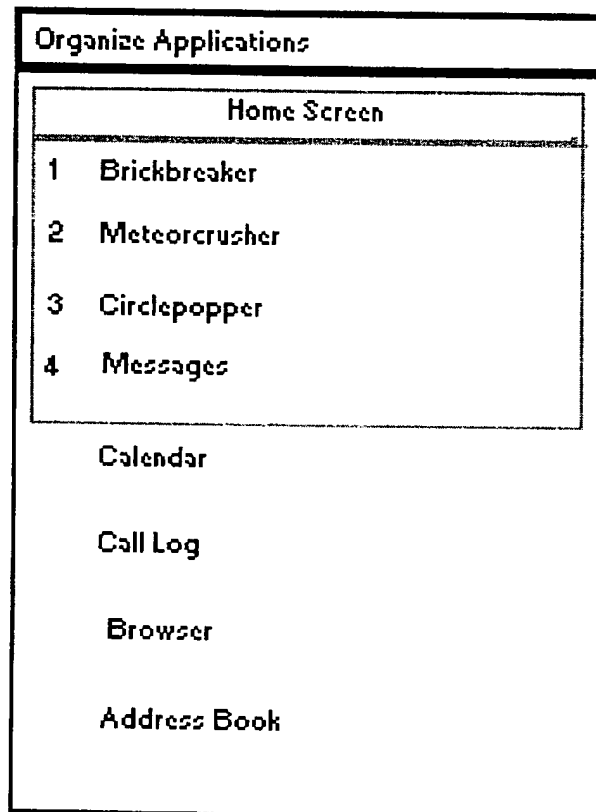 Organize Applications
Home Screen
1 Brickbreaker
2 Meteorcrusher
3 Circlepopper
4 Messages
Calendar
Call Log
Browser
Address Book